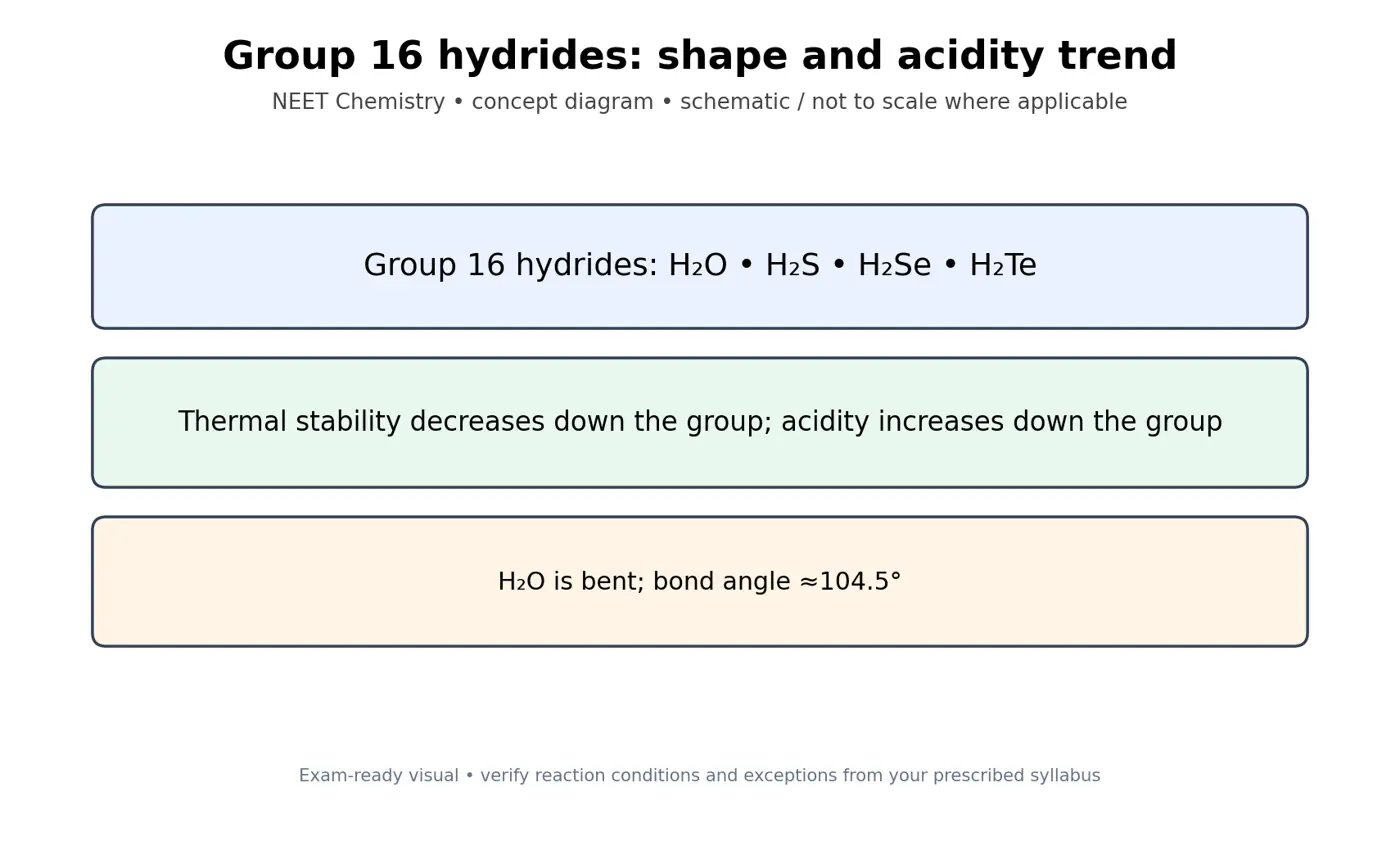 Group 16 hydrides: shape and acidity trend
NEET Chemistry • concept diagram • schematic / not to scale where applicable
Group 16 hydrides: H₂O • H₂S • H₂Se • H₂Te
Thermal stability decreases down the group; acidity increases down the group
H₂O is bent; bond angle ≈104.5°
Exam-ready visual • verify reaction conditions and exceptions from your prescribed syllabus